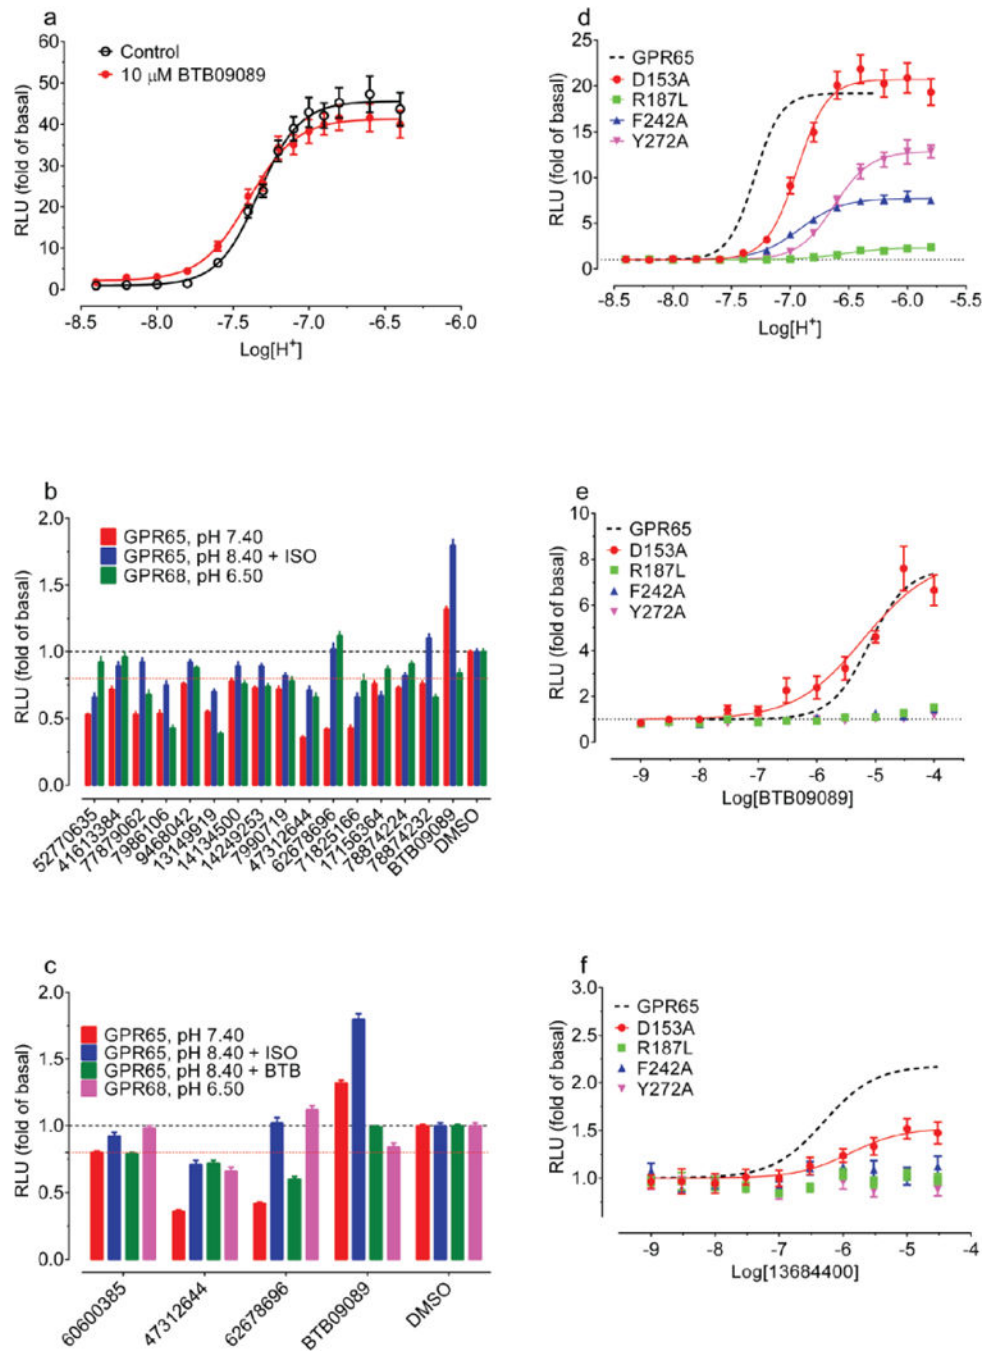 a
RLU (fold of basal)
60
50
40
30
20
10
0
Control
10 µM BTB09089
-8.5 -8.0 -7.5 -7.0 -6.5 -6.0
Log[H+]
d
RLU (fold of basal)
25
20
15
10
5
0
GPR65
D153A
R187L
F242A
Y272A
-8.5 -8.0 -7.5 -7.0 -6.5 -6.0 -5.5
Log[H+]
b
RLU (fold of basal)
2.0
1.5
1.0
0.5
0.0
GPR65, pH 7.40
GPR65, pH 8.40 + ISO
GPR68, pH 6.50
52770635
41613384
77879062
7986106
9468042
13149919
14134500
14249253
7990719
47312644
62678696
71825166
17158364
78874224
78874232
BTB09089
DMSO
e
RLU (fold of basal)
10
8
6
4
2
0
GPR65
D153A
R187L
F242A
Y272A
-9 -8 -7 -6 -5 -4
Log[BTB09089]
c
RLU (fold of basal)
2.0
1.5
1.0
0.5
0.0
GPR65, pH 7.40
GPR65, pH 8.40 + ISO
GPR65, pH 8.40 + BTB
GPR68, pH 6.50
60600385
47312644
62678696
BTB09089
DMSO
f
RLU (fold of basal)
3.0
2.5
2.0
1.5
1.0
GPR65
D153A
R187L
F242A
Y272A
-9 -8 -7 -6 -5 -4
Log[13684400]